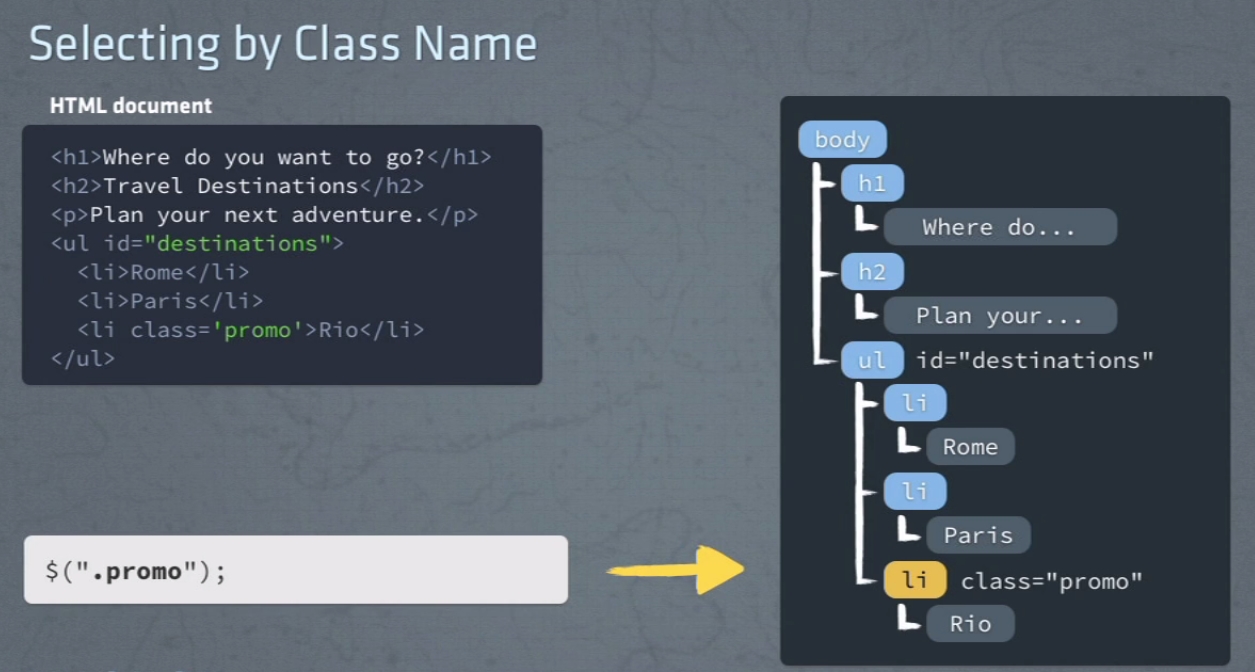 Selecting by Class Name
HTML document
<h1>Where do you want to go?</h1>
<h2>Travel Destinations</h2>
<p>Plan your next adventure.</p>
<ul id="destinations">
  <li>Rome</li>
  <li>Paris</li>
  <li class='promo'>Rio</li>
</ul>
$(".promo");
body
h1
Where do...
h2
Plan your...
ul id="destinations"
li
Rome
li
Paris
li class="promo"
Rio